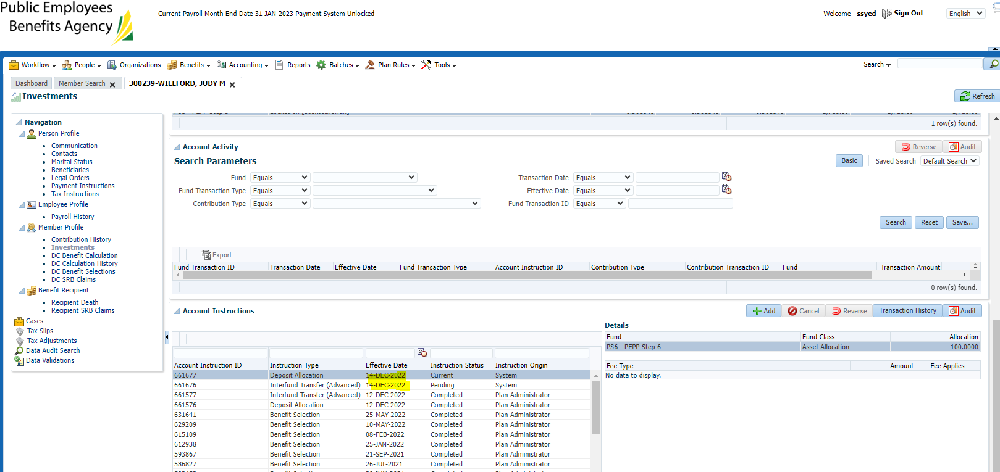 Public Employees
Benefits Agency
Current Payroll Month End Date 31-JAN-2023 Payment System Unlocked
Welcome ssyed Sign Out English
Workflow People Organizations Benefits Accounting Reports Batches Plan Rules Tools Search
Dashboard Member Search 300239-WILLFORD, JUDY M
Investments
Refresh
Navigation
Person Profile
Communication
Contacts
Marital Status
Beneficiaries
Legal Orders
Payment Instructions
Tax Instructions
Employee Profile
Payroll History
Member Profile
Contribution History
Investments
DC Benefit Calculation
DC Calculation History
DC Benefit Selections
DC SRB Claims
Benefit Recipient
Recipient Death
Recipient SRB Claims
Cases
Tax Slips
Tax Adjustments
Data Audit Search
Data Validations
1 row(s) found.
Account Activity Reverse Audit
Search Parameters Basic Saved Search Default Search
Fund Equals Transaction Date Equals
Fund Transaction Type Equals Effective Date Equals
Contribution Type Equals Fund Transaction ID Equals
Search Reset Save...
Export
Fund Transaction ID Transaction Date Effective Date Fund Transaction Type Account Instruction ID Contribution Type Contribution Transaction ID Fund Transaction Amount
0 row(s) found.
Account Instructions Add Cancel Reverse Transaction History Audit
Account Instruction ID Instruction Type Effective Date Instruction Status Instruction Origin
661677 Deposit Allocation 14-DEC-2022 Current System
661676 Interfund Transfer (Advanced) 14-DEC-2022 Pending System
661577 Interfund Transfer (Advanced) 12-DEC-2022 Completed Plan Administrator
661576 Deposit Allocation 12-DEC-2022 Completed Plan Administrator
631641 Benefit Selection 25-MAY-2022 Completed Plan Administrator
629209 Benefit Selection 10-MAY-2022 Completed Plan Administrator
615109 Benefit Selection 08-FEB-2022 Completed Plan Administrator
612938 Benefit Selection 25-JAN-2022 Completed Plan Administrator
593867 Benefit Selection 21-SEP-2021 Completed Plan Administrator
586827 Benefit Selection 26-JUL-2021 Completed Plan Administrator
Details
Fund Fund Class Allocation
PS6 - PEPP Step 6 Asset Allocation 100.0000
Fee Type Amount Fee Applies
No data to display.